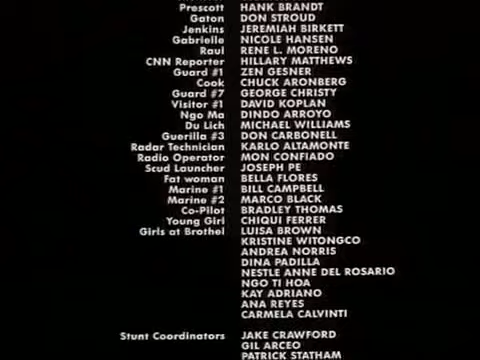 Prescott HANK BRANDT
Gaton DON STROUD
Jenkins JEREMIAH BIRKETT
Gabrielle NICOLE HANSEN
Raul RENE L. MORENO
CNN Reporter HILLARY MATTHEWS
Guard #1 ZEN GESNER
Cook CHUCK ARONBERG
Guard #7 GEORGE CHRISTY
Visitor #1 DAVID KOPLAN
Ngo Ma DINDO ARROYO
Du Lich MICHAEL WILLIAMS
Guerilla #3 DON CARBONELL
Radar Technician KARLO ALTAMONTE
Radio Operator MON CONFIADO
Scud Launcher JOSEPH PE
Fat woman BELLA FLORES
Marine #1 BILL CAMPBELL
Marine #2 MARCO BLACK
Co-Pilot BRADLEY THOMAS
Young Girl CHIQUI FERRER
Girls at Brothel LUISA BROWN
KRISTINE WITONGCO
ANDREA NORRIS
DINA PADILLA
NESTLE ANNE DEL ROSARIO
NGO TI HOA
KAY ADRIANO
ANA REYES
CARMELA CALVINTI
Stunt Coordinators JAKE CRAWFORD
GIL ARCEO
PATRICK STATHAM